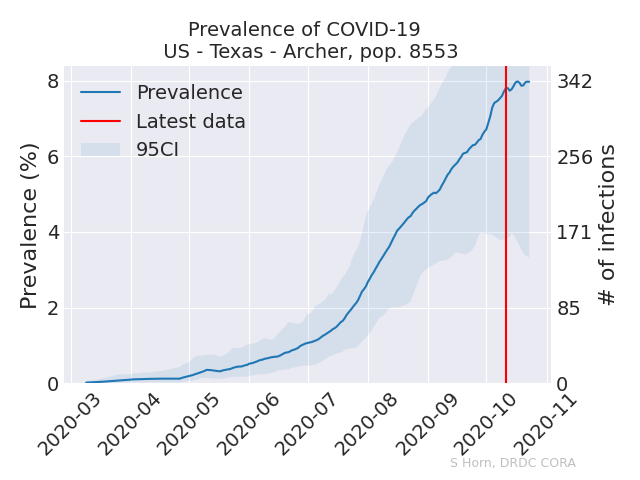 Prevalence of COVID-19
US - Texas - Archer, pop. 8553
Prevalence
Latest data
95CI
Prevalence (%)
8
6
4
2
0
342
256
171
85
0
# of infections
2020-03
2020-04
2020-05
2020-06
2020-07
2020-08
2020-09
2020-10
2020-11
S Horn, DRDC CORA